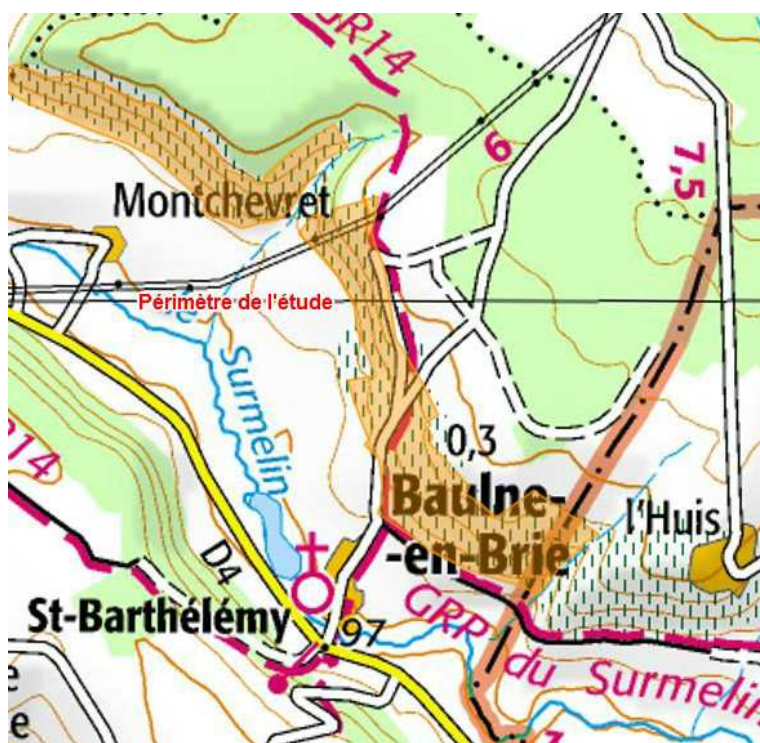 GR14
6
7,5
Montchevret
Périmètre de l'étude
Surmelin
0,3
Baulne-
-en-Brie
l'Huis
D4
St-Barthélémy
97
GRP du Surmelin